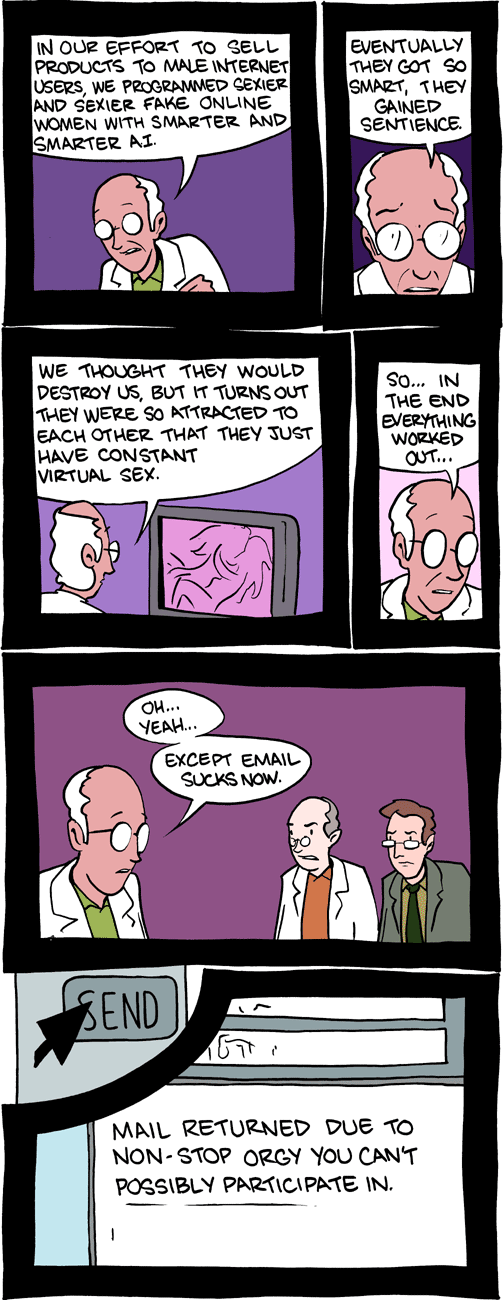 IN OUR EFFORT TO SELL
PRODUCTS TO MALE INTERNET
USERS, WE PROGRAMMED SEXIER
AND SEXIER FAKE ONLINE
WOMEN WITH SMARTER AND
SMARTER A.I.
EVENTUALLY
THEY GOT SO
SMART, THEY
GAINED
SENTIENCE.
WE THOUGHT THEY WOULD
DESTROY US, BUT IT TURNS OUT
THEY WERE SO ATTRACTED TO
EACH OTHER THAT THEY JUST
HAVE CONSTANT
VIRTUAL SEX.
SO... IN
THE END
EVERYTHING
WORKED
OUT...
OH...
YEAH...
EXCEPT EMAIL
SUCKS NOW.
SEND
MAIL RETURNED DUE TO
NON-STOP ORGY YOU CAN'T
POSSIBLY PARTICIPATE IN.